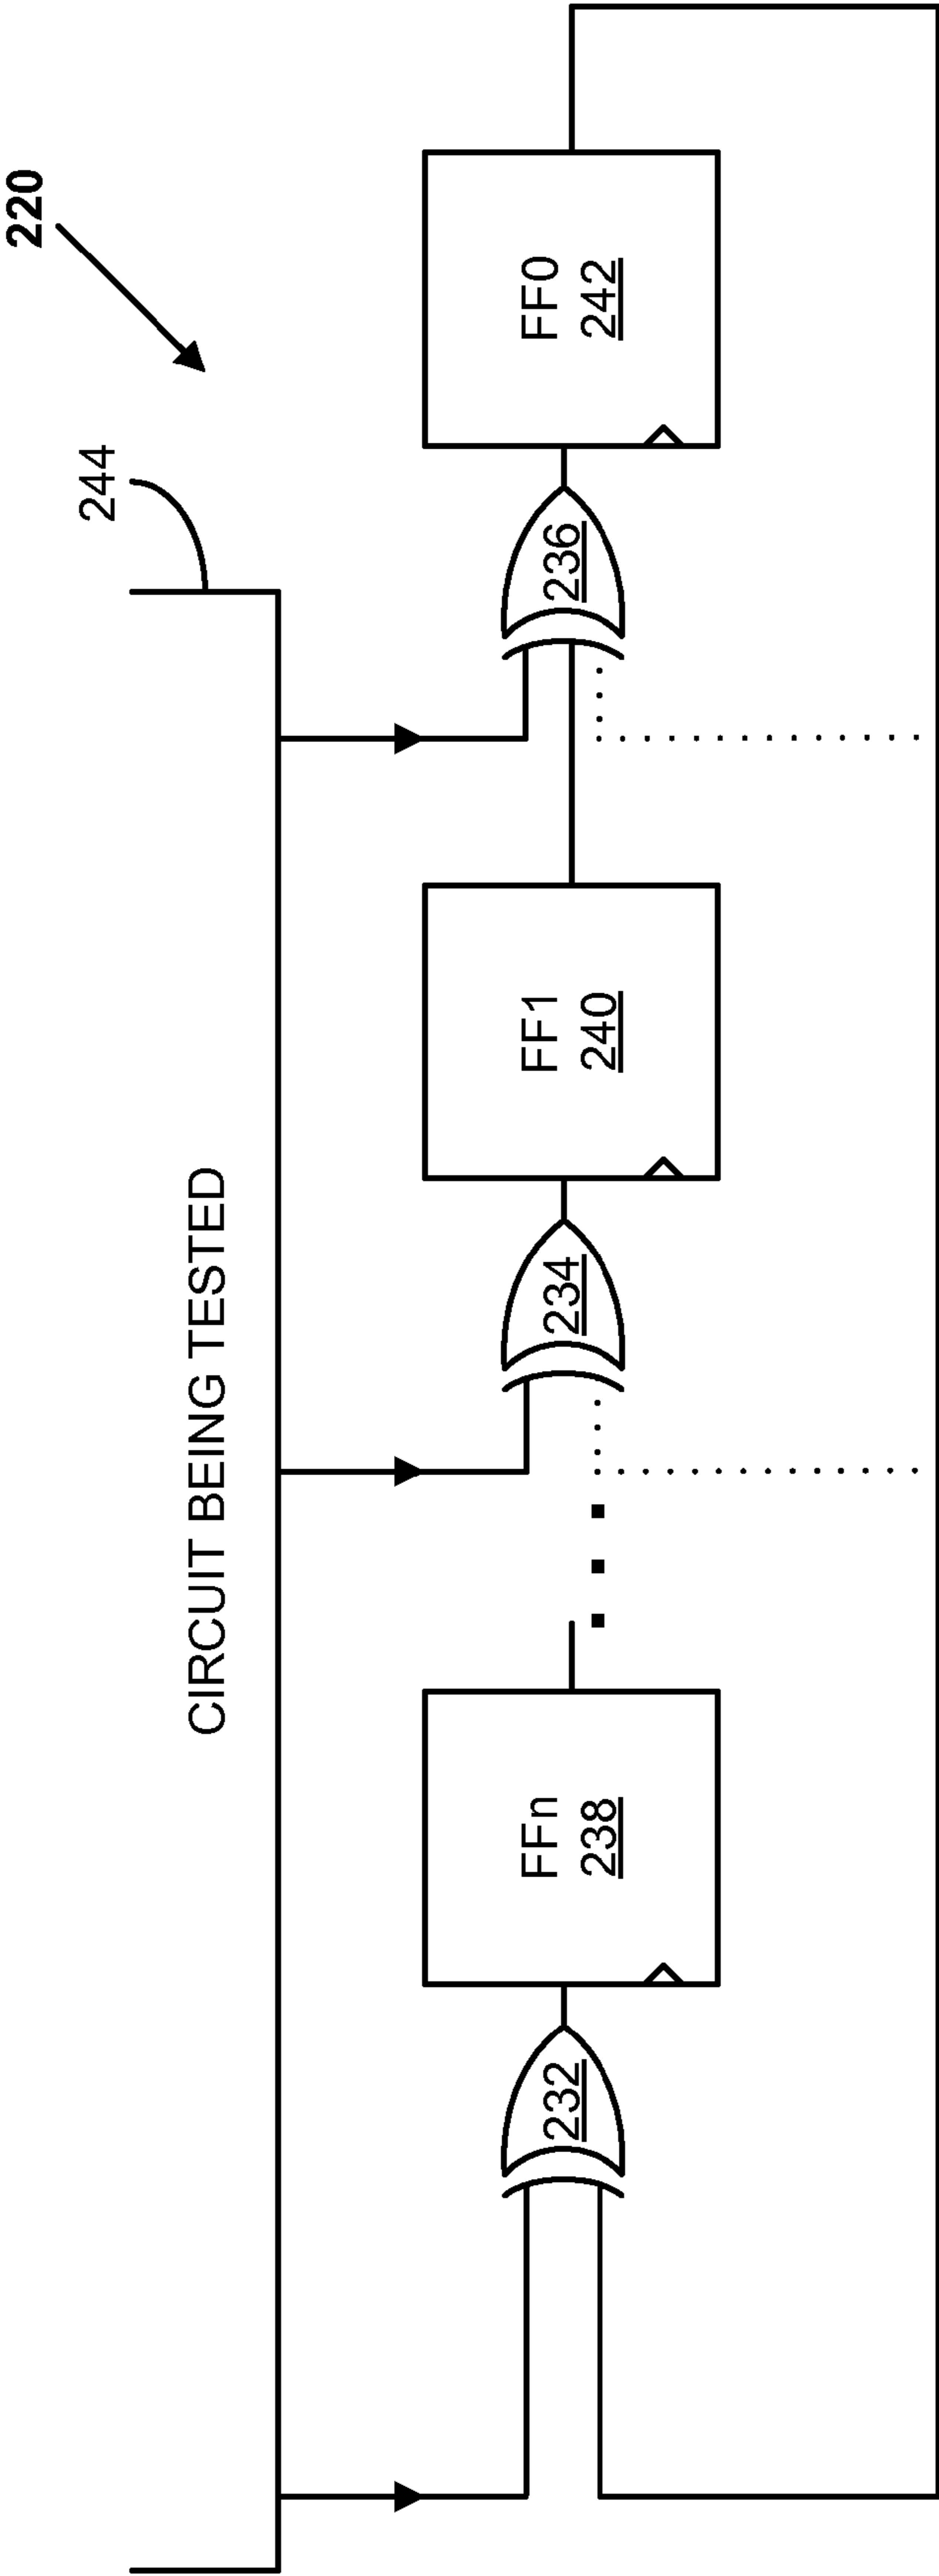 220
244
CIRCUIT BEING TESTED
232
FFn
238
234
FF1
240
236
FF0
242